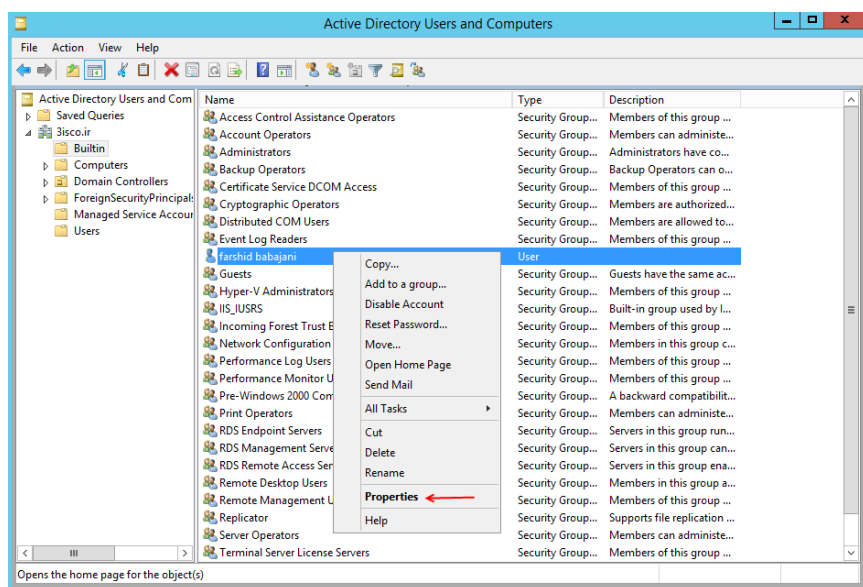 Active Directory Users and Computers
File Action View Help
Active Directory Users and Com
Saved Queries
3isco.ir
Builtin
Computers
Domain Controllers
ForeignSecurityPrincipals
Managed Service Accour
Users
Name Type Description
Access Control Assistance Operators Security Group... Members of this group ...
Account Operators Security Group... Members can administe...
Administrators Security Group... Administrators have co...
Backup Operators Security Group... Backup Operators can o...
Certificate Service DCOM Access Security Group... Members of this group ...
Cryptographic Operators Security Group... Members are authorized...
Distributed COM Users Security Group... Members are allowed to...
Event Log Readers Security Group... Members of this group ...
farshid babajani User
Guests Security Group... Guests have the same ac...
Hyper-V Administrators Security Group... Members of this group ...
IIS_IUSRS Security Group... Built-in group used by I...
Incoming Forest Trust B Security Group... Members of this group ...
Network Configuration Security Group... Members in this group c...
Performance Log Users Security Group... Members of this group ...
Performance Monitor U Security Group... Members of this group ...
Pre-Windows 2000 Com Security Group... A backward compatibilit...
Print Operators Security Group... Members can administe...
RDS Endpoint Servers Security Group... Servers in this group run...
RDS Management Serve Security Group... Servers in this group can...
RDS Remote Access Ser Security Group... Servers in this group ena...
Remote Desktop Users Security Group... Members in this group a...
Remote Management U Security Group... Members of this group ...
Replicator Security Group... Supports file replication ...
Server Operators Security Group... Members can administe...
Terminal Server License Servers Security Group... Members of this group ...
Copy...
Add to a group...
Disable Account
Reset Password...
Move...
Open Home Page
Send Mail
All Tasks
Cut
Delete
Rename
Properties
Help
Opens the home page for the object(s)